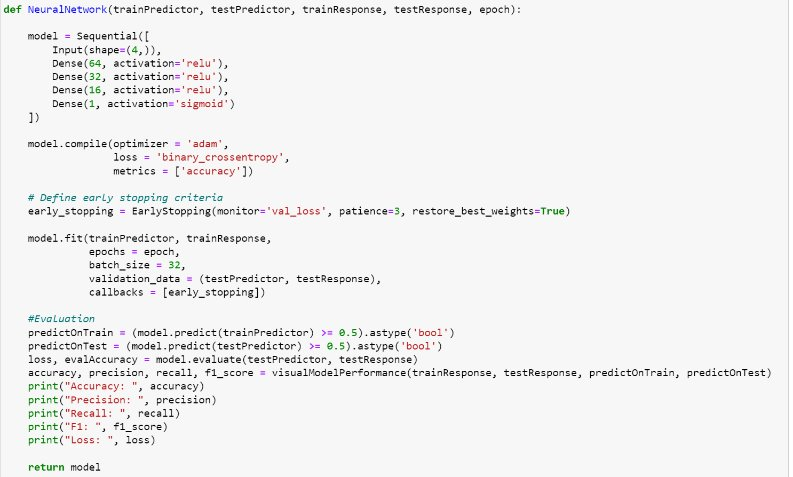 def NeuralNetwork(trainPredictor, testPredictor, trainResponse, testResponse, epoch):
model = Sequential([
Input(shape=(4,)),
Dense(64, activation='relu'),
Dense(32, activation='relu'),
Dense(16, activation='relu'),
Dense(1, activation='sigmoid')
])
model.compile(optimizer = 'adam',
loss = 'binary_crossentropy',
metrics = ['accuracy'])
# Define early stopping criteria
early_stopping = EarlyStopping(monitor='val_loss', patience=3, restore_best_weights=True)
model.fit(trainPredictor, trainResponse,
epochs = epoch,
batch_size = 32,
validation_data = (testPredictor, testResponse),
callbacks = [early_stopping])
#Evaluation
predictOnTrain = (model.predict(trainPredictor) >= 0.5).astype('bool')
predictOnTest = (model.predict(testPredictor) >= 0.5).astype('bool')
loss, evalAccuracy = model.evaluate(testPredictor, testResponse)
accuracy, precision, recall, f1_score = visualModelPerformance(trainResponse, testResponse, predictOnTrain, predictOnTest)
print("Accuracy: ", accuracy)
print("Precision: ", precision)
print("Recall: ", recall)
print("F1: ", f1_score)
print("Loss: ", loss)
return model